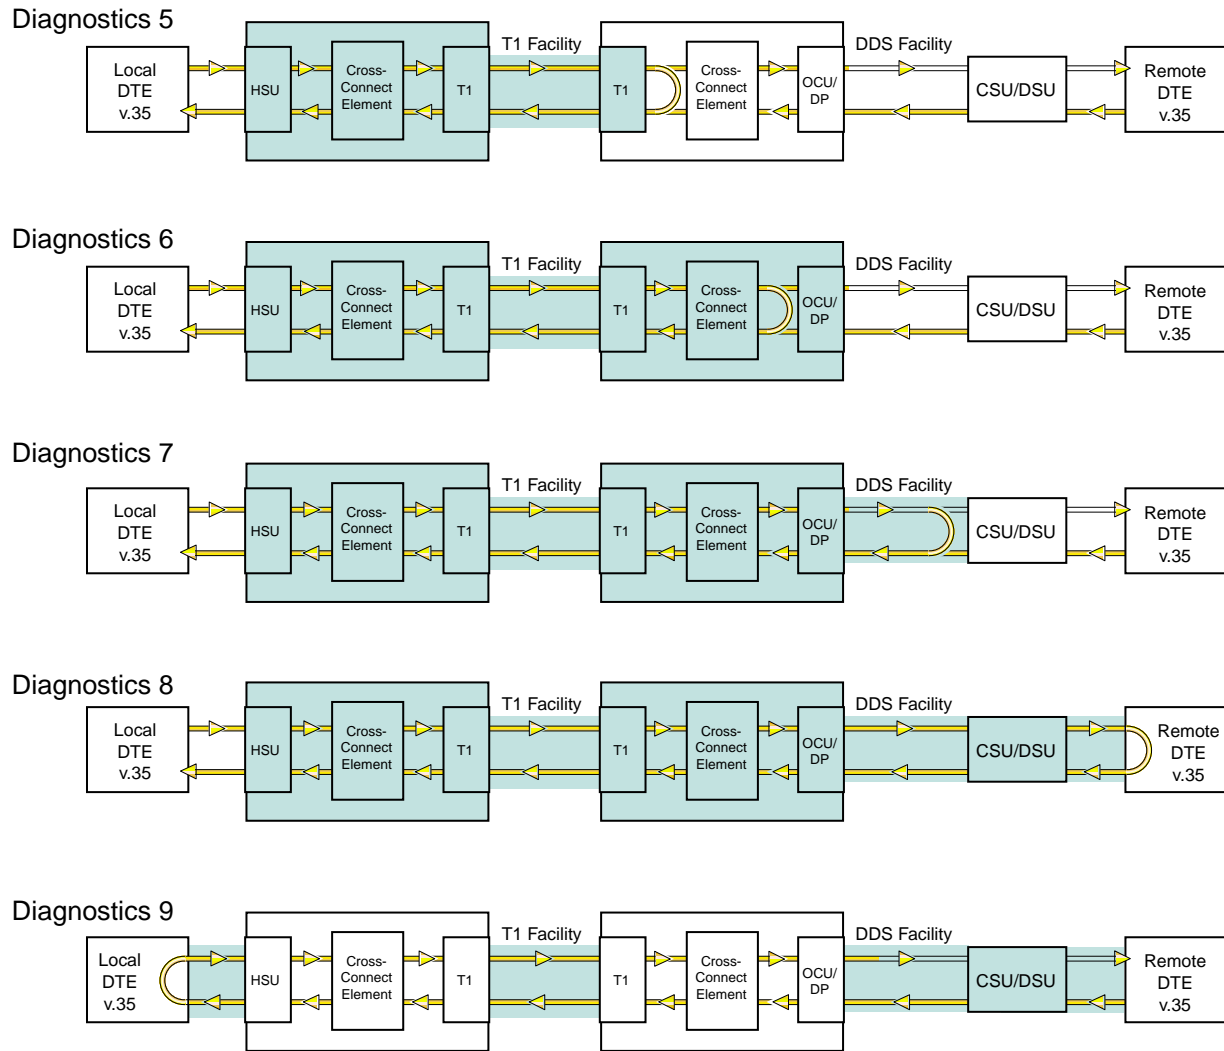 Diagnostics 5
T1 Facility
DDS Facility
Local
DTE
v.35
HSU
Cross-
Connect
Element
T1
T1
Cross-
Connect
Element
OCU/
DP
CSU/DSU
Remote
DTE
v.35
Diagnostics 6
T1 Facility
DDS Facility
Local
DTE
v.35
HSU
Cross-
Connect
Element
T1
T1
Cross-
Connect
Element
OCU/
DP
CSU/DSU
Remote
DTE
v.35
Diagnostics 7
T1 Facility
DDS Facility
Local
DTE
v.35
HSU
Cross-
Connect
Element
T1
T1
Cross-
Connect
Element
OCU/
DP
CSU/DSU
Remote
DTE
v.35
Diagnostics 8
T1 Facility
DDS Facility
Local
DTE
v.35
HSU
Cross-
Connect
Element
T1
T1
Cross-
Connect
Element
OCU/
DP
CSU/DSU
Remote
DTE
v.35
Diagnostics 9
T1 Facility
DDS Facility
Local
DTE
v.35
HSU
Cross-
Connect
Element
T1
T1
Cross-
Connect
Element
OCU/
DP
CSU/DSU
Remote
DTE
v.35